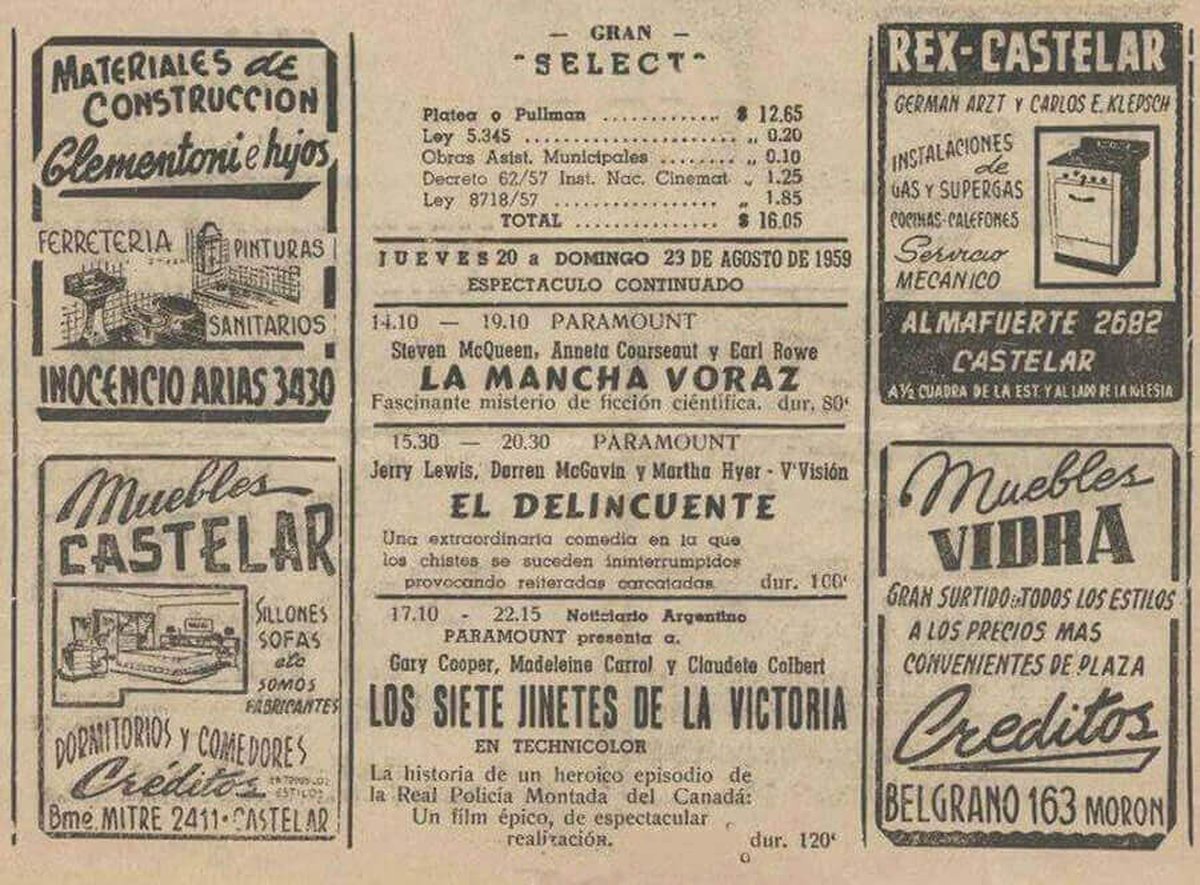 MATERIALES de
CONSTRUCCION
Clementoni e hijos
FERRETERIA
PINTURAS
SANITARIOS
INOCENCIO ARIAS 3430
Muebles
CASTELAR
SILLONES
SOFAS
etc
SOMOS
FABRICANTES
DORMITORIOS Y COMEDORES
Créditos
EN TODOS LOS
ESTILOS
Bme. MITRE 2411 · CASTELAR
— GRAN —
"SELECT"
Platea o Pullman ............. $ 12.65
Ley 5.345 ........................... ,, 0.20
Obras Asist. Municipales ........ ,, 0.10
Decreto 62/57 Inst. Nac. Cinemat ,, 1.25
Ley 8718/57 ...................... ,, 1.85
TOTAL ................ $ 16.05
JUEVES 20 a DOMINGO 23 DE AGOSTO DE 1959
ESPECTACULO CONTINUADO
14.10 — 19.10 PARAMOUNT
Steven McQueen, Anneta Courseaut y Earl Rowe
LA MANCHA VORAZ
Fascinante misterio de ficción ciéntífica. dur. 80'
15.30 — 20.30 PARAMOUNT
Jerry Lewis, Darren McGavin y Martha Hyer - V'Visión
EL DELINCUENTE
Una extraordinaria comedia en la que
los chistes se suceden ininterrumpidos
provocando reiteradas carcajadas. dur. 100'
17.10 - 22.15 Noticiario Argentino
PARAMOUNT presenta a.
Gary Cooper, Madeleine Carrol y Claudete Colbert
LOS SIETE JINETES DE LA VICTORIA
EN TECHNICOLOR
La historia de un heroico episodio de
la Real Policía Montada del Canadá:
Un film épico, de espectacular
realización. dur. 120'
REX-CASTELAR
GERMAN ARZT Y CARLOS E. KLEPSCH
INSTALACIONES
de
GAS Y SUPERGAS
COCINAS-CALEFONES
Servicio
MECANICO
ALMAFUERTE 2682
CASTELAR
A ½ CUADRA DE LA EST. Y AL LADO DE LA IGLESIA
Muebles
VIDRA
GRAN SURTIDO EN TODOS LOS ESTILOS
A LOS PRECIOS MAS
CONVENIENTES DE PLAZA
Creditos
BELGRANO 163 MORON